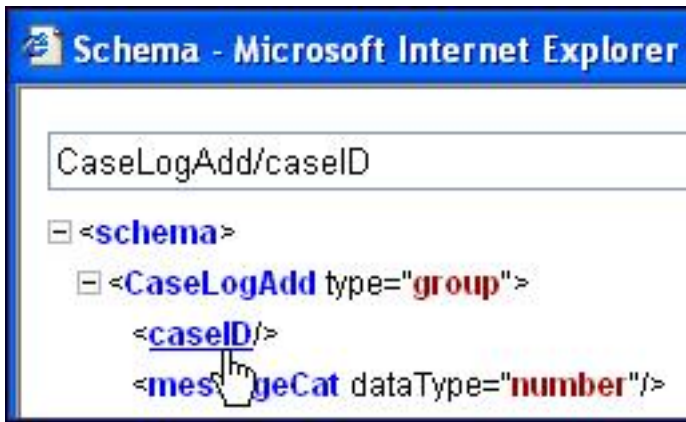 Schema - Microsoft Internet Explorer
CaseLogAdd/caseID
<schema>
<CaseLogAdd type="group">
<caseID/>
dataType="number"/>